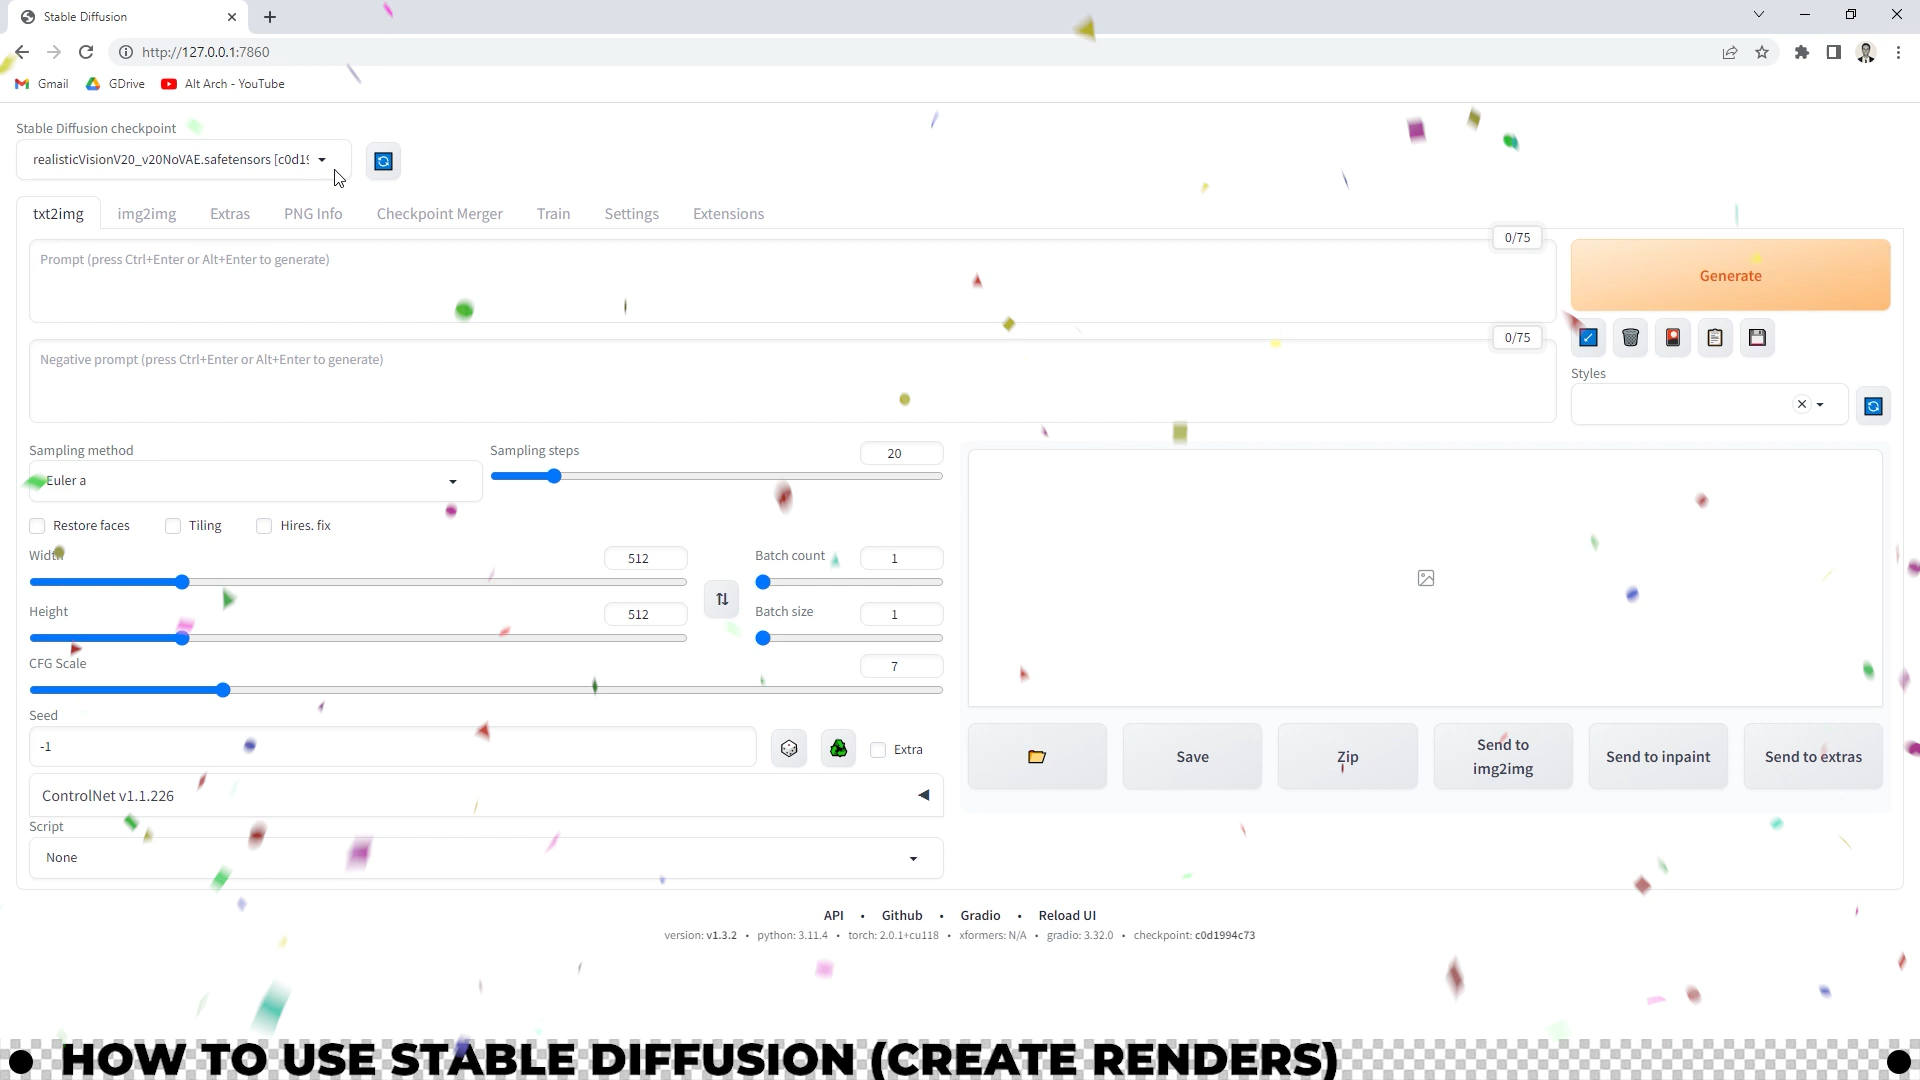 Stable Diffusion
http://127.0.0.1:7860
Gmail GDrive Alt Arch - YouTube
Stable Diffusion checkpoint
realisticVisionV20_v20NoVAE.safetensors [c0d19
txt2img img2img Extras PNG Info Checkpoint Merger Train Settings Extensions
0/75
Prompt (press Ctrl+Enter or Alt+Enter to generate)
Generate
0/75
Negative prompt (press Ctrl+Enter or Alt+Enter to generate)
Styles
Sampling method
Euler a
Sampling steps
20
Restore faces Tiling Hires. fix
Width
512
Batch count
1
Height
512
Batch size
1
CFG Scale
7
Seed
-1
Extra
ControlNet v1.1.226
Script
None
Save
Zip
Send to
img2img
Send to inpaint
Send to extras
API • Github • Gradio • Reload UI
version: v1.3.2 • python: 3.11.4 • torch: 2.0.1+cu118 • xformers: N/A • gradio: 3.32.0 • checkpoint: c0d1994c73
• HOW TO USE STABLE DIFFUSION (CREATE RENDERS) •